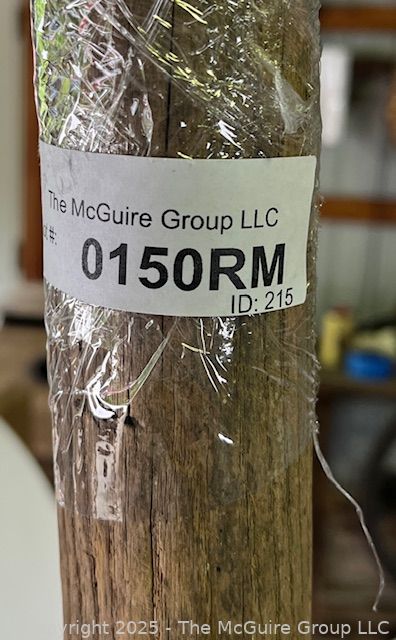 The McGuire Group LLC
#:
0150RM
ID: 215
Copyright 2025 - The McGuire Group LLC